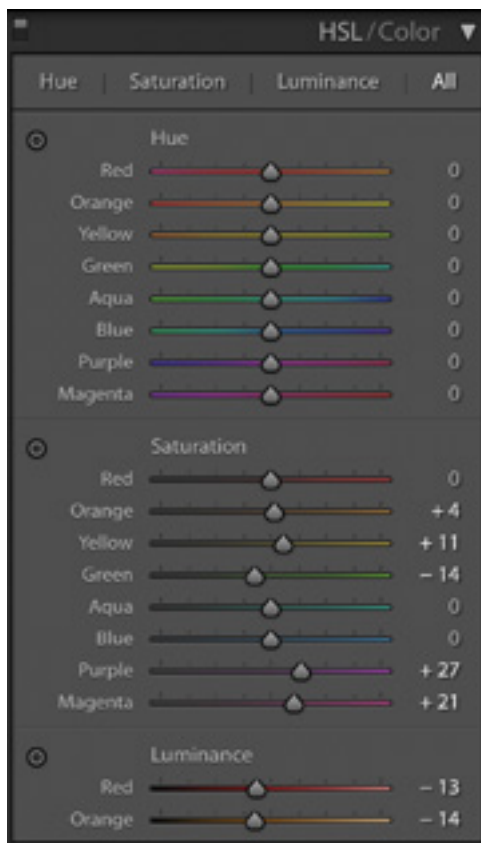 HSL / Color ▼
Hue | Saturation | Luminance | All
Hue
Red 0
Orange 0
Yellow 0
Green 0
Aqua 0
Blue 0
Purple 0
Magenta 0
Saturation
Red 0
Orange + 4
Yellow + 11
Green – 14
Aqua 0
Blue 0
Purple + 27
Magenta + 21
Luminance
Red – 13
Orange – 14